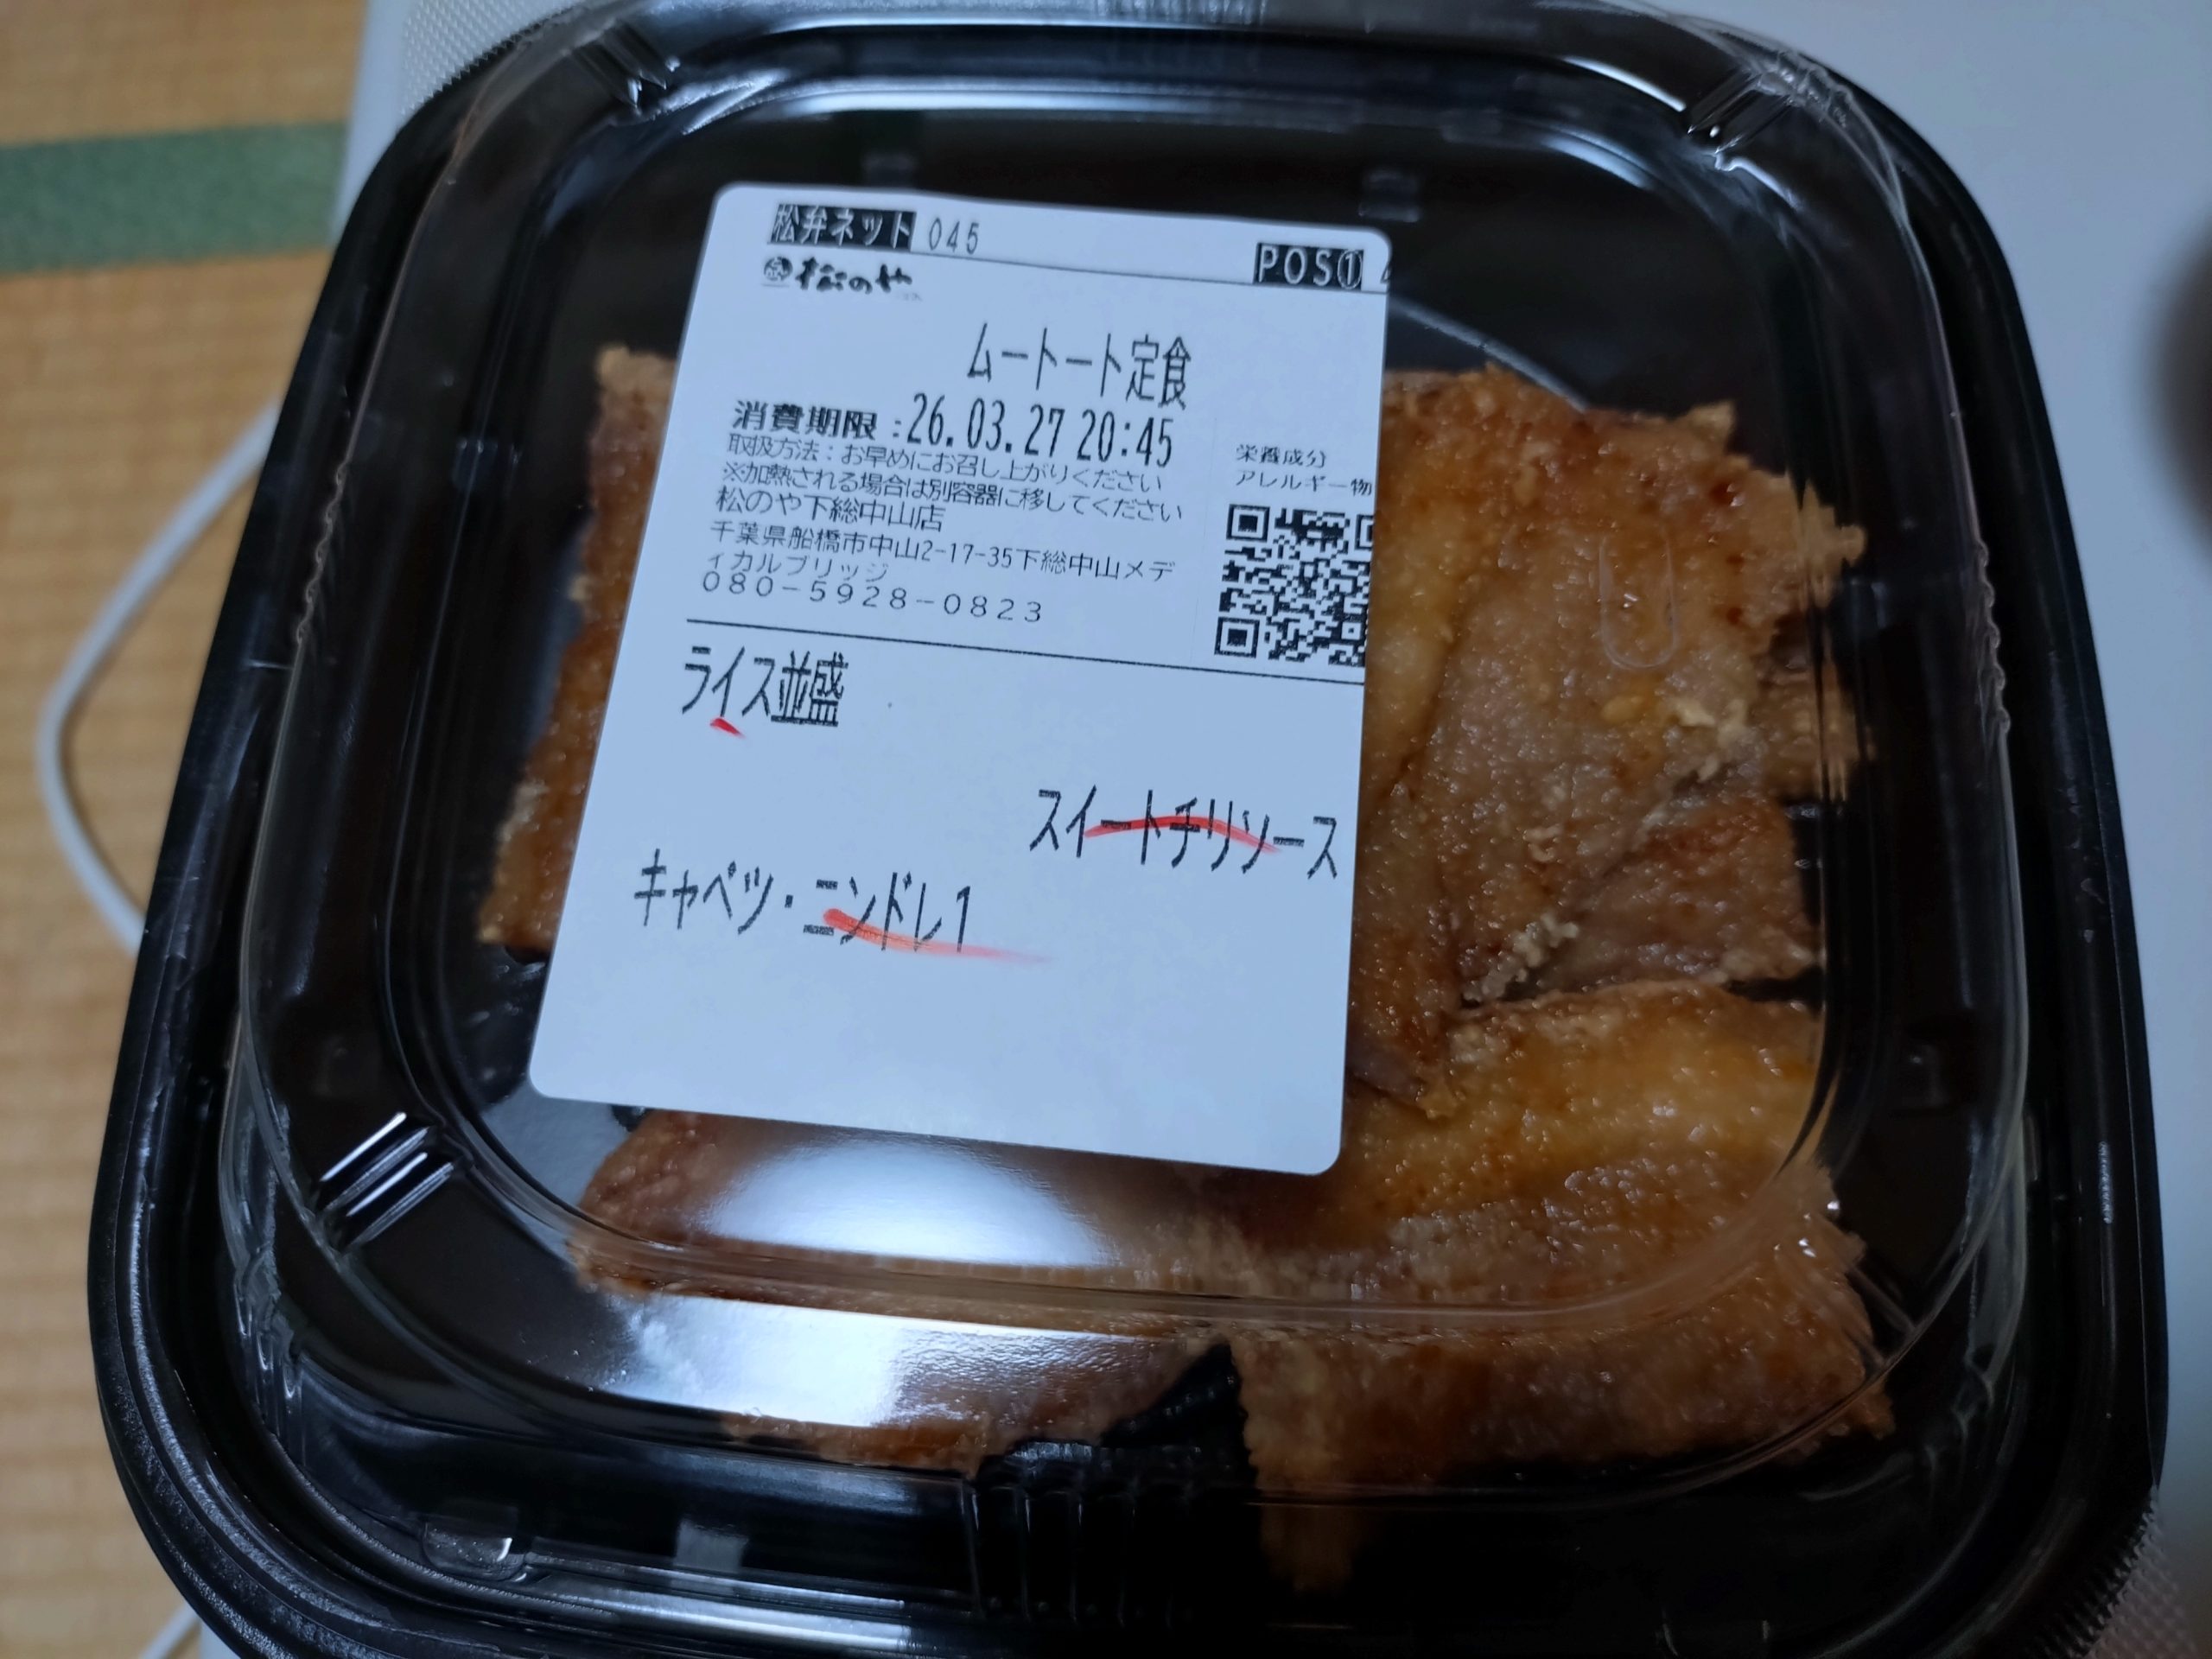 松弁ネット 045
POS①
松のや
ムートート定食
消費期限:26.03.27 20:45
取扱方法:お早めにお召し上がりください
※加熱される場合は別容器に移してください
松のや下総中山店
千葉県船橋市中山2-17-35下総中山メデ
ィカルブリッジ
080-5928-0823
栄養成分
アレルギー物
ライス並盛
スイートチリソース
キャベツ・ニンドレ1